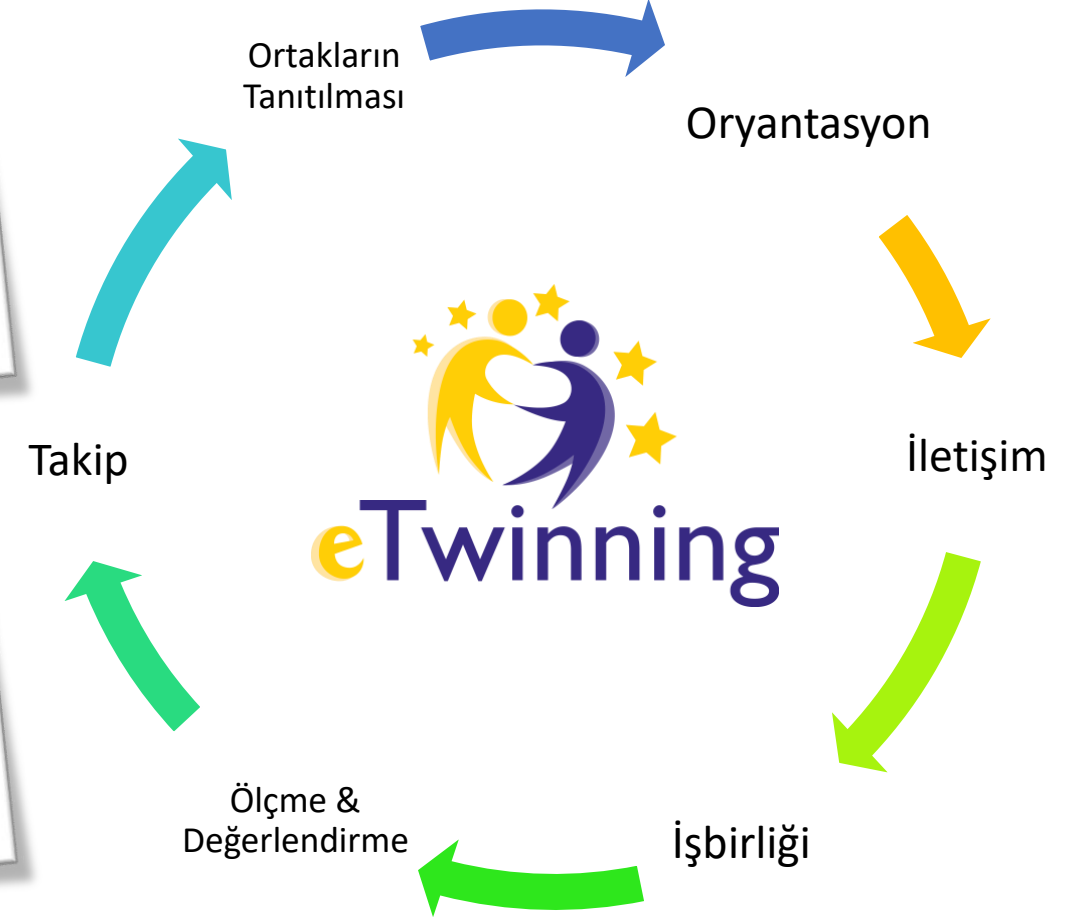 Ortakların
Tanıtılması
Oryantasyon
İletişim
İşbirliği
Ölçme &
Değerlendirme
Takip
eTwinning